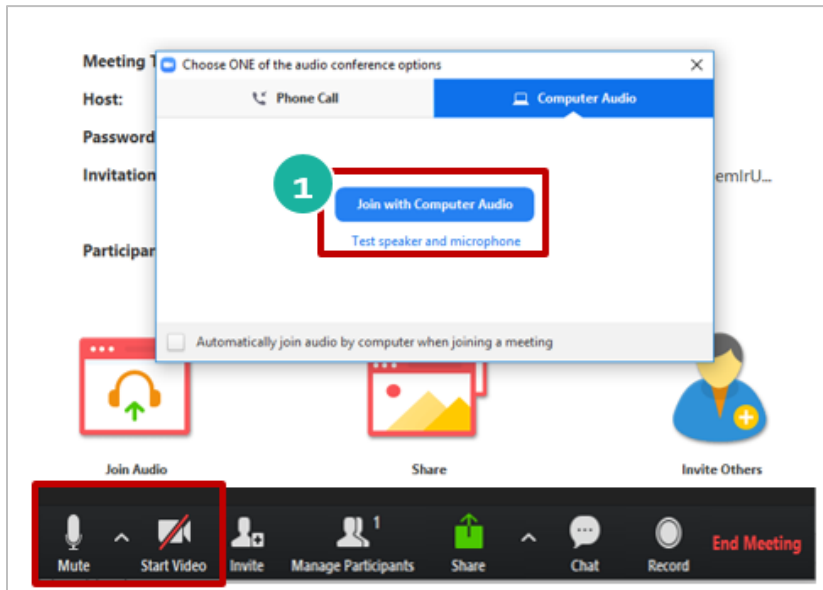 Meeting T
Choose ONE of the audio conference options
Host:
Phone Call
Computer Audio
Password
Invitation
emIrU...
1
Join with Computer Audio
Test speaker and microphone
Participan
Automatically join audio by computer when joining a meeting
Join Audio
Share
Invite Others
1
Mute
Start Video
Invite
Manage Participants
Share
Chat
Record
End Meeting